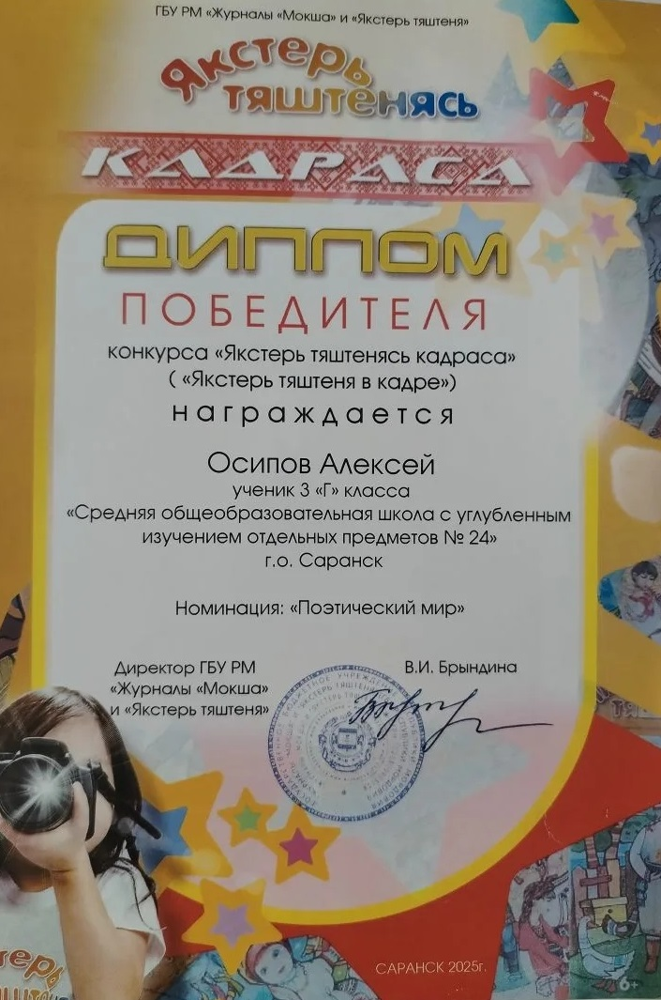 ГБУ РМ «Журналы «Мокша» и «Якстерь тяштеня»
Якстерь
тяштенясь
КАДРАСА
ДИПЛОМ
ПОБЕДИТЕЛЯ
конкурса «Якстерь тяштенясь кадраса»
( «Якстерь тяштеня в кадре»)
награждается
Осипов Алексей
ученик 3 «Г» класса
«Средняя общеобразовательная школа с углубленным
изучением отдельных предметов № 24»
г.о. Саранск
Номинация: «Поэтический мир»
Директор ГБУ РМ
«Журналы «Мокша»
и «Якстерь тяштеня»
В.И. Брындина
САРАНСК 2025г.
6+